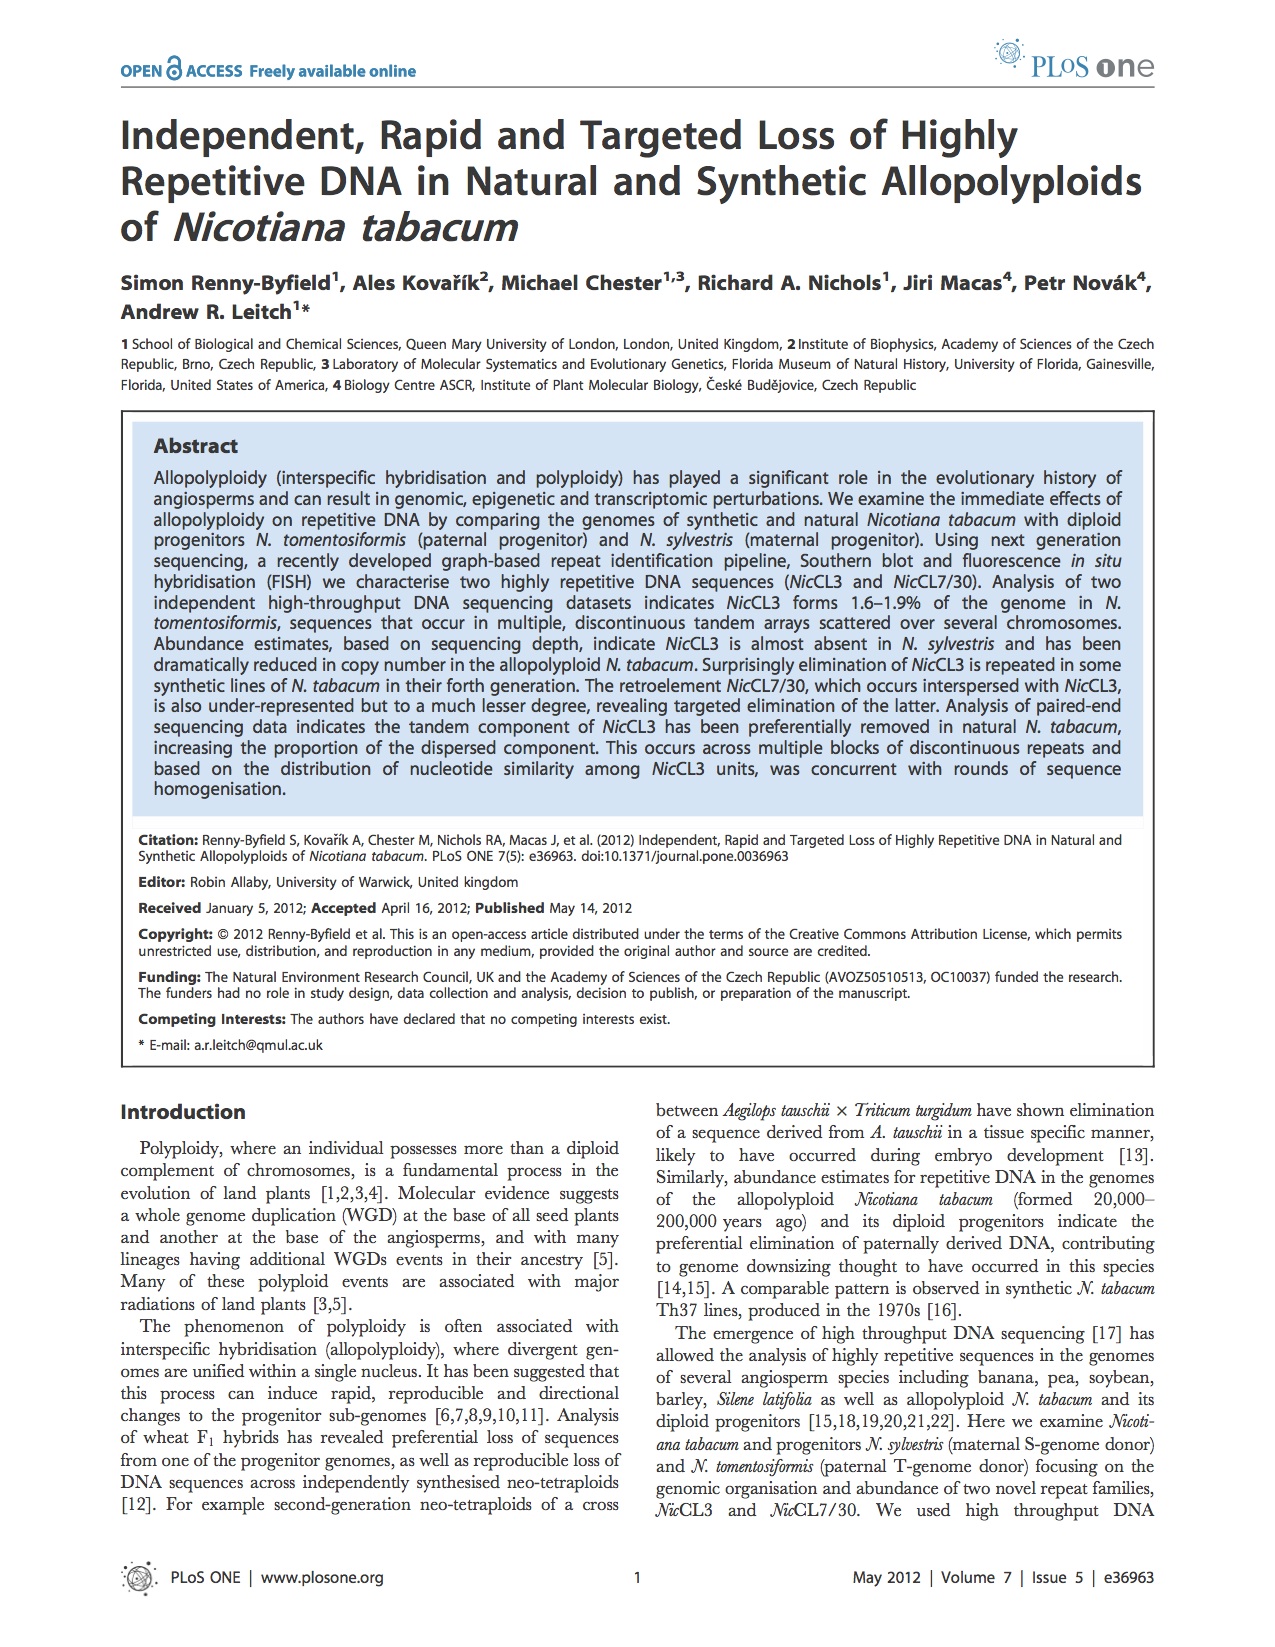 OPEN ACCESS Freely available online
PLoS one
Independent, Rapid and Targeted Loss of Highly
Repetitive DNA in Natural and Synthetic Allopolyploids
of Nicotiana tabacum
Simon Renny-Byfield1, Ales Kovařík2, Michael Chester1,3, Richard A. Nichols1, Jiri Macas4, Petr Novák4,
Andrew R. Leitch1*
1 School of Biological and Chemical Sciences, Queen Mary University of London, London, United Kingdom, 2 Institute of Biophysics, Academy of Sciences of the Czech
Republic, Brno, Czech Republic, 3 Laboratory of Molecular Systematics and Evolutionary Genetics, Florida Museum of Natural History, University of Florida, Gainesville,
Florida, United States of America, 4 Biology Centre ASCR, Institute of Plant Molecular Biology, České Budějovice, Czech Republic
Abstract
Allopolyploidy (interspecific hybridisation and polyploidy) has played a significant role in the evolutionary history of
angiosperms and can result in genomic, epigenetic and transcriptomic perturbations. We examine the immediate effects of
allopolyploidy on repetitive DNA by comparing the genomes of synthetic and natural Nicotiana tabacum with diploid
progenitors N. tomentosiformis (paternal progenitor) and N. sylvestris (maternal progenitor). Using next generation
sequencing, a recently developed graph-based repeat identification pipeline, Southern blot and fluorescence in situ
hybridisation (FISH) we characterise two highly repetitive DNA sequences (NicCL3 and NicCL7/30). Analysis of two
independent high-throughput DNA sequencing datasets indicates NicCL3 forms 1.6–1.9% of the genome in N.
tomentosiformis, sequences that occur in multiple, discontinuous tandem arrays scattered over several chromosomes.
Abundance estimates, based on sequencing depth, indicate NicCL3 is almost absent in N. sylvestris and has been
dramatically reduced in copy number in the allopolyploid N. tabacum. Surprisingly elimination of NicCL3 is repeated in some
synthetic lines of N. tabacum in their forth generation. The retroelement NicCL7/30, which occurs interspersed with NicCL3,
is also under-represented but to a much lesser degree, revealing targeted elimination of the latter. Analysis of paired-end
sequencing data indicates the tandem component of NicCL3 has been preferentially removed in natural N. tabacum,
increasing the proportion of the dispersed component. This occurs across multiple blocks of discontinuous repeats and
based on the distribution of nucleotide similarity among NicCL3 units, was concurrent with rounds of sequence
homogenisation.
Citation: Renny-Byfield S, Kovařík A, Chester M, Nichols RA, Macas J, et al. (2012) Independent, Rapid and Targeted Loss of Highly Repetitive DNA in Natural and
Synthetic Allopolyploids of Nicotiana tabacum. PLoS ONE 7(5): e36963. doi:10.1371/journal.pone.0036963
Editor: Robin Allaby, University of Warwick, United kingdom
Received January 5, 2012; Accepted April 16, 2012; Published May 14, 2012
Copyright: © 2012 Renny-Byfield et al. This is an open-access article distributed under the terms of the Creative Commons Attribution License, which permits
unrestricted use, distribution, and reproduction in any medium, provided the original author and source are credited.
Funding: The Natural Environment Research Council, UK and the Academy of Sciences of the Czech Republic (AVOZ50510513, OC10037) funded the research.
The funders had no role in study design, data collection and analysis, decision to publish, or preparation of the manuscript.
Competing Interests: The authors have declared that no competing interests exist.
* E-mail: a.r.leitch@qmul.ac.uk
Introduction
Polyploidy, where an individual possesses more than a diploid
complement of chromosomes, is a fundamental process in the
evolution of land plants [1,2,3,4]. Molecular evidence suggests
a whole genome duplication (WGD) at the base of all seed plants
and another at the base of the angiosperms, and with many
lineages having additional WGDs events in their ancestry [5].
Many of these polyploid events are associated with major
radiations of land plants [3,5].
The phenomenon of polyploidy is often associated with
interspecific hybridisation (allopolyploidy), where divergent gen-
omes are unified within a single nucleus. It has been suggested that
this process can induce rapid, reproducible and directional
changes to the progenitor sub-genomes [6,7,8,9,10,11]. Analysis
of wheat F1 hybrids has revealed preferential loss of sequences
from one of the progenitor genomes, as well as reproducible loss of
DNA sequences across independently synthesised neo-tetraploids
[12]. For example second-generation neo-tetraploids of a cross
between Aegilops tauschii × Triticum turgidum have shown elimination
of a sequence derived from A. tauschii in a tissue specific manner,
likely to have occurred during embryo development [13].
Similarly, abundance estimates for repetitive DNA in the genomes
of the allopolyploid Nicotiana tabacum (formed 20,000–
200,000 years ago) and its diploid progenitors indicate the
preferential elimination of paternally derived DNA, contributing
to genome downsizing thought to have occurred in this species
[14,15]. A comparable pattern is observed in synthetic N. tabacum
Th37 lines, produced in the 1970s [16].
The emergence of high throughput DNA sequencing [17] has
allowed the analysis of highly repetitive sequences in the genomes
of several angiosperm species including banana, pea, soybean,
barley, Silene latifolia as well as allopolyploid N. tabacum and its
diploid progenitors [15,18,19,20,21,22]. Here we examine Nicoti-
ana tabacum and progenitors N. sylvestris (maternal S-genome donor)
and N. tomentosiformis (paternal T-genome donor) focusing on the
genomic organisation and abundance of two novel repeat families,
NicCL3 and NicCL7/30. We used high throughput DNA
PLoS ONE | www.plosone.org
1
May 2012 | Volume 7 | Issue 5 | e36963